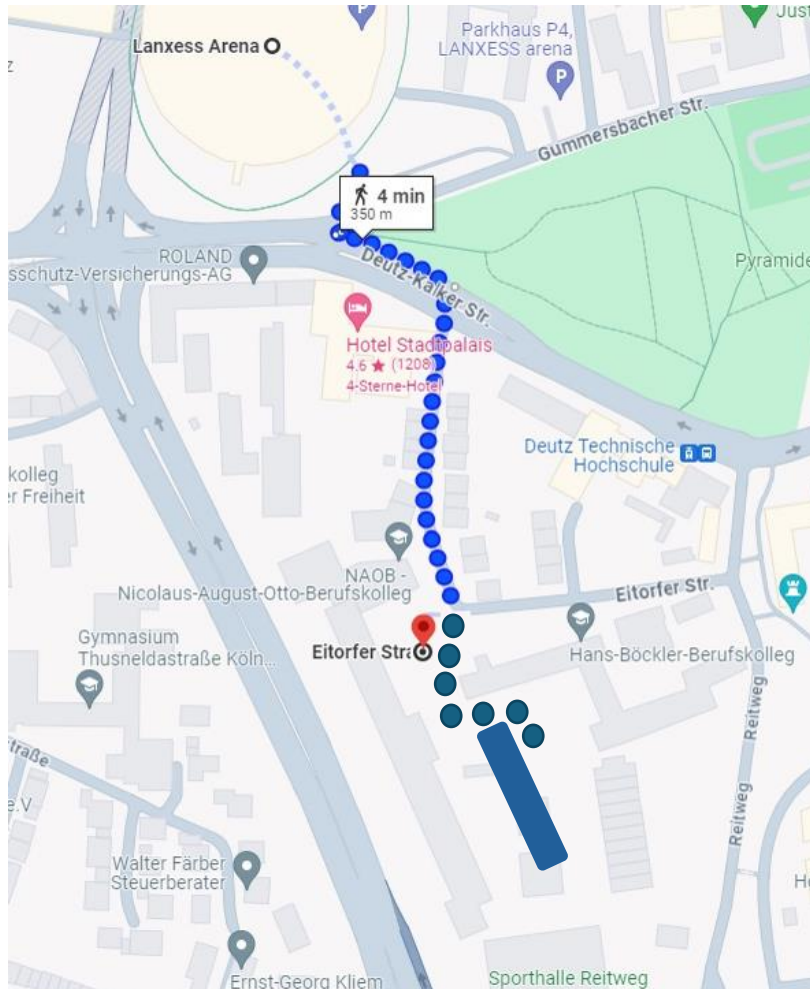 Just
Lanxess Arena
Parkhaus P4,
LANXESS arena
P
P
z
Gummersbacher Str.
4 min
350 m
ROLAND
sschutz-Versicherungs-AG
Deutz-Kalker Str.
Pyramide
Hotel Stadtpalais
4.6 ★ (1208)
4-Sterne-Hotel
Deutz Technische
Hochschule
kolleg
er Freiheit
NAOB -
Nicolaus-August-Otto-Berufskolleg
Eitorfer Str.
Gymnasium
Thusneldastraße Köln...
Eitorfer Stra
Hans-Böckler-Berufskolleg
Reitweg
traße
e.V
Reitweg
Walter Färber
Steuerberater
He
Ernst-Georg Kliem
Sporthalle Reitweg